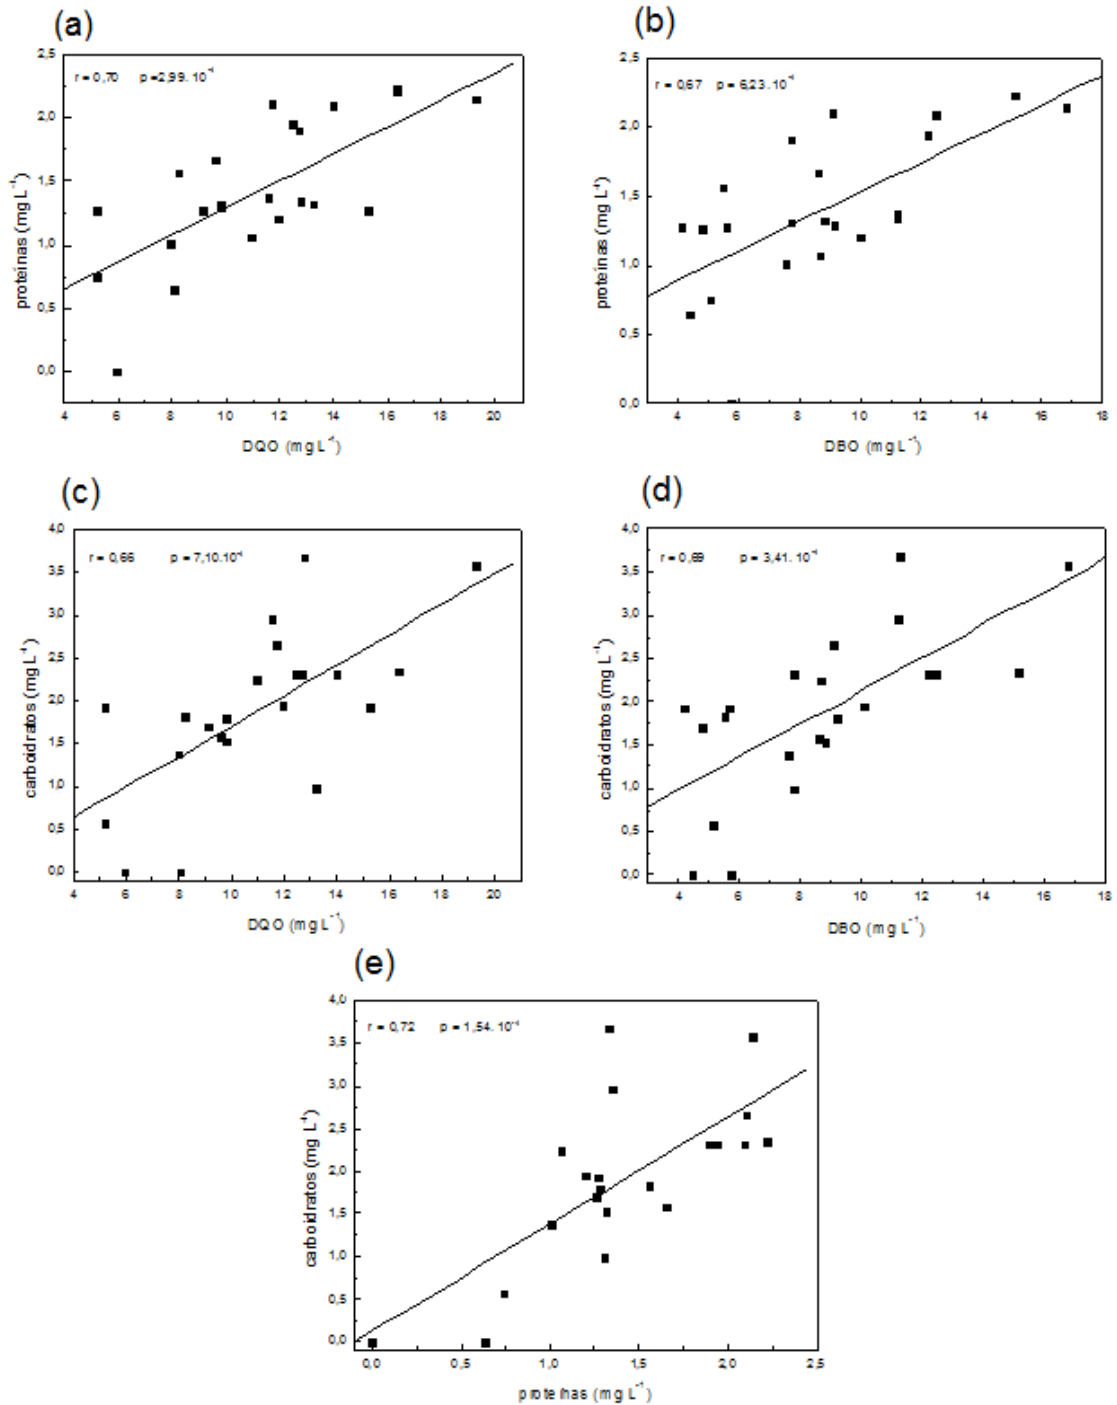 (a)
r = 0,70 p =2,99. 10⁻⁴
2,5
2,0
1,5
1,0
0,5
0,0
proteínas (mg L⁻¹)
4 6 8 10 12 14 16 18 20
DQO (mg L⁻¹)
(b)
r = 0,67 p = 6,23. 10⁻⁴
2,5
2,0
1,5
1,0
0,5
0,0
proteínas (mg L⁻¹)
4 6 8 10 12 14 16 18
DBO (mg L⁻¹)
(c)
r = 0,66 p = 7,10.10⁻⁴
4,0
3,5
3,0
2,5
2,0
1,5
1,0
0,5
0,0
carboidratos (mg L⁻¹)
4 6 8 10 12 14 16 18 20
DQO (mg L⁻¹)
(d)
r = 0,69 p = 3,41. 10⁻⁴
4,0
3,5
3,0
2,5
2,0
1,5
1,0
0,5
0,0
carboidratos (mg L⁻¹)
4 6 8 10 12 14 16 18
DBO (mg L⁻¹)
(e)
r = 0,72 p = 1,54. 10⁻⁴
4,0
3,5
3,0
2,5
2,0
1,5
1,0
0,5
0,0
carboidratos (mg L⁻¹)
0,0 0,5 1,0 1,5 2,0 2,5
proteínas (mg L⁻¹)